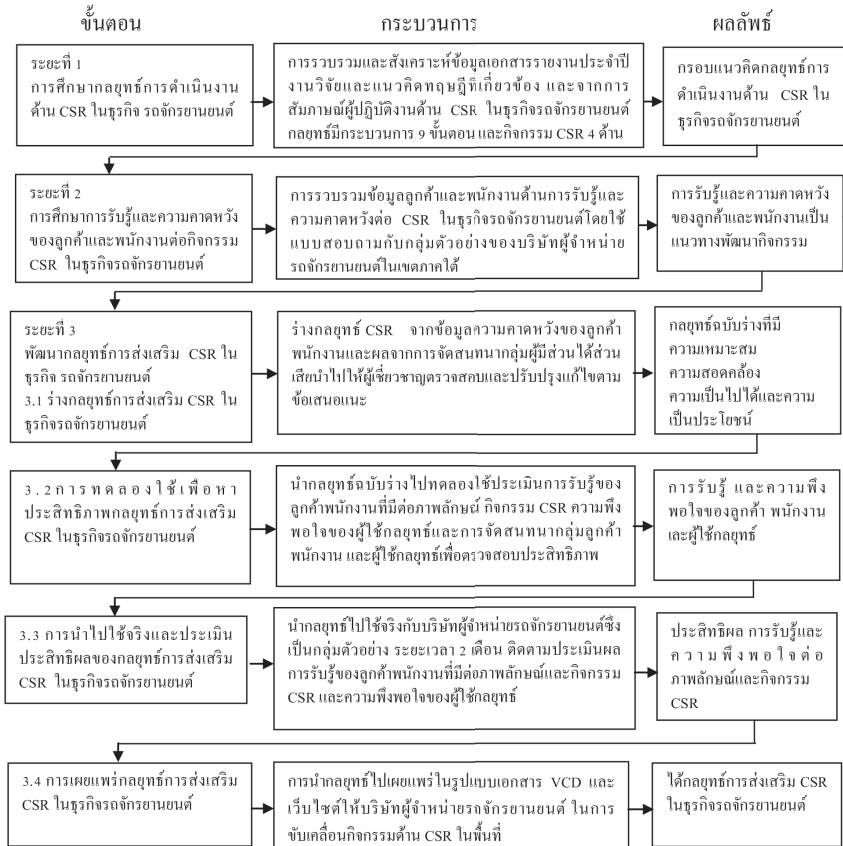 ขั้นตอน
กระบวนการ
ผลลัพธ์
ระยะที่ 1
การศึกษากลยุทธ์การดำเนินงาน
ด้าน CSR ในธุรกิจ รถจักรยานยนต์
การรวบรวมและสังเคราะห์ข้อมูลเอกสารรายงานประจำปี
งานวิจัยและแนวคิดทฤษฎีที่เกี่ยวข้อง และจากการ
สัมภาษณ์ผู้ปฏิบัติงานด้าน CSR ในธุรกิจรถจักรยานยนต์
กลยุทธ์มีกระบวนการ 9 ขั้นตอน และกิจกรรม CSR 4 ด้าน
กรอบแนวคิดกลยุทธ์การ
ดำเนินงานด้าน CSR ใน
ธุรกิจรถจักรยานยนต์
ระยะที่ 2
การศึกษาการรับรู้และความคาดหวัง
ของลูกค้าและพนักงานต่อกิจกรรม
CSR ในธุรกิจรถจักรยานยนต์
การรวบรวมข้อมูลลูกค้าและพนักงานด้านการรับรู้และ
ความคาดหวังต่อ CSR ในธุรกิจรถจักรยานยนต์โดยใช้
แบบสอบถามกับกลุ่มตัวอย่างของบริษัทผู้จำหน่าย
รถจักรยานยนต์ในเขตภาคใต้
การรับรู้และความคาดหวัง
ของลูกค้าและพนักงานเป็น
แนวทางพัฒนากิจกรรม
ระยะที่ 3
พัฒนากลยุทธ์การส่งเสริม CSR ใน
ธุรกิจ รถจักรยานยนต์
3.1 ร่างกลยุทธ์การส่งเสริม CSR ใน
ธุรกิจรถจักรยานยนต์
ร่างกลยุทธ์ CSR จากข้อมูลความคาดหวังของลูกค้า
พนักงานและผลจากการจัดสนทนากลุ่มผู้มีส่วนได้ส่วน
เสียนำไปให้ผู้เชี่ยวชาญตรวจสอบและปรับปรุงแก้ไขตาม
ข้อเสนอแนะ
กลยุทธ์ฉบับร่างที่มี
ความเหมาะสม
ความสอดคล้อง
ความเป็นไปได้และความ
เป็นประโยชน์
3.2 การทดลองใช้เพื่อหา
ประสิทธิภาพกลยุทธ์การส่งเสริม
CSR ในธุรกิจรถจักรยานยนต์
นำกลยุทธ์ฉบับร่างไปทดลองใช้ประเมินการรับรู้ของ
ลูกค้าพนักงานที่มีต่อภาพลักษณ์ กิจกรรม CSR ความพึง
พอใจของผู้ใช้กลยุทธ์และการจัดสนทนากลุ่มลูกค้า
พนักงาน และผู้ใช้กลยุทธ์เพื่อตรวจสอบประสิทธิภาพ
การรับรู้ และความพึง
พอใจของลูกค้า พนักงาน
และผู้ใช้กลยุทธ์
3.3 การนำไปใช้จริงและประเมิน
ประสิทธิผลของกลยุทธ์การส่งเสริม
CSR ในธุรกิจรถจักรยานยนต์
นำกลยุทธ์ไปใช้จริงกับบริษัทผู้จำหน่ายรถจักรยานยนต์ซึ่ง
เป็นกลุ่มตัวอย่าง ระยะเวลา 2 เดือน ติดตามประเมินผล
การรับรู้ของลูกค้าพนักงานที่มีต่อภาพลักษณ์และกิจกรรม
CSR และความพึงพอใจของผู้ใช้กลยุทธ์
ประสิทธิผล การรับรู้และ
ความพึงพอใจต่อ
ภาพลักษณ์และกิจกรรม
CSR
3.4 การเผยแพร่กลยุทธ์การส่งเสริม
CSR ในธุรกิจรถจักรยานยนต์
การนำกลยุทธ์ไปเผยแพร่ในรูปแบบเอกสาร VCD และ
เว็บไซต์ให้บริษัทผู้จำหน่ายรถจักรยานยนต์ ในการ
ขับเคลื่อนกิจกรรมด้าน CSR ในพื้นที่
ได้กลยุทธ์การส่งเสริม CSR
ในธุรกิจรถจักรยานยนต์